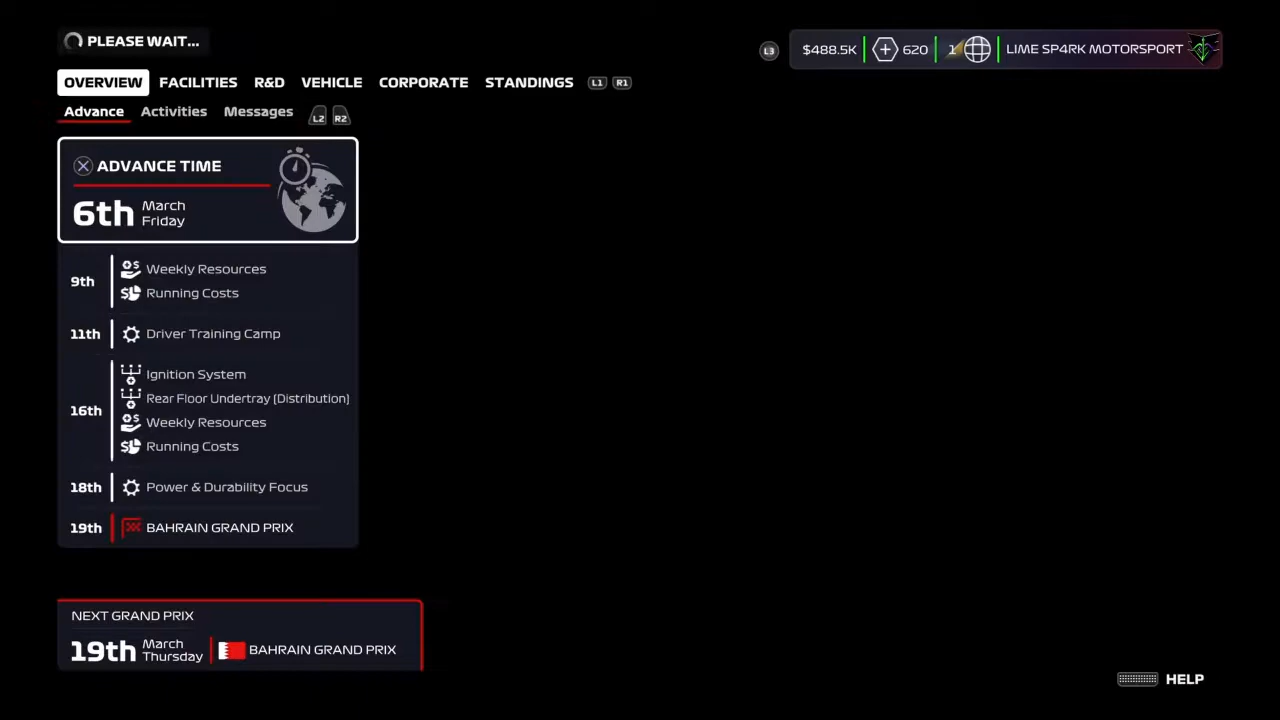 PLEASE WAIT...
L3
$488.5K
620
LIME SP4RK MOTORSPORT
OVERVIEW FACILITIES R&D VEHICLE CORPORATE STANDINGS L1 R1
Advance Activities Messages L2 R2
ADVANCE TIME
6th March Friday
9th
Weekly Resources
Running Costs
11th Driver Training Camp
16th
Ignition System
Rear Floor Undertray (Distribution)
Weekly Resources
Running Costs
18th Power & Durability Focus
19th BAHRAIN GRAND PRIX
NEXT GRAND PRIX
19th March Thursday BAHRAIN GRAND PRIX
HELP